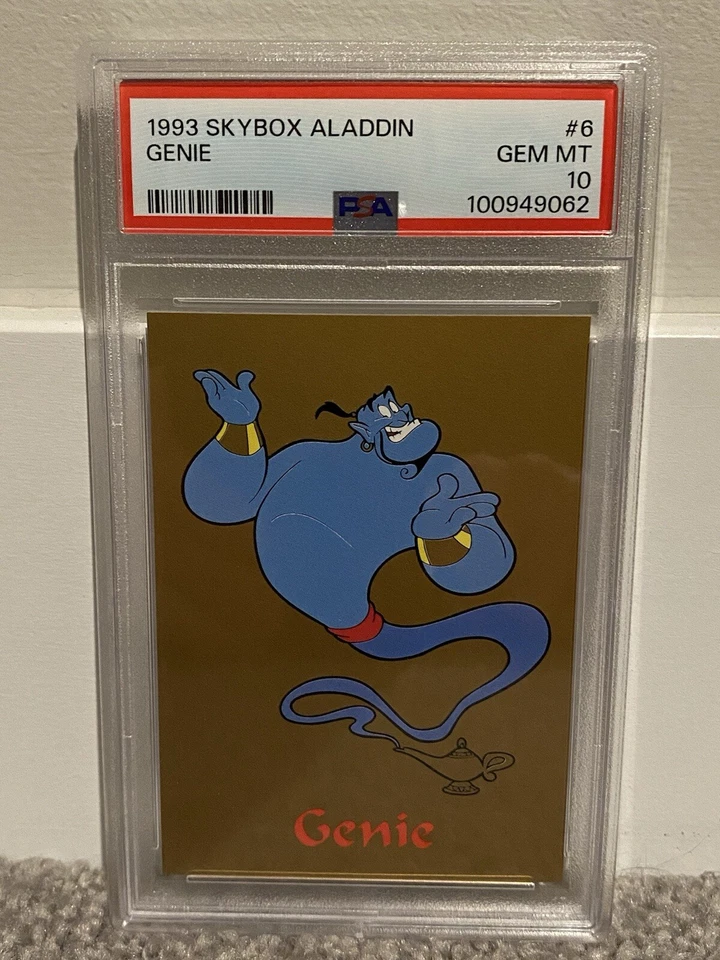 1993 SKYBOX ALADDIN #6
GENIE GEM MT
10
PSA 100949062
Genie